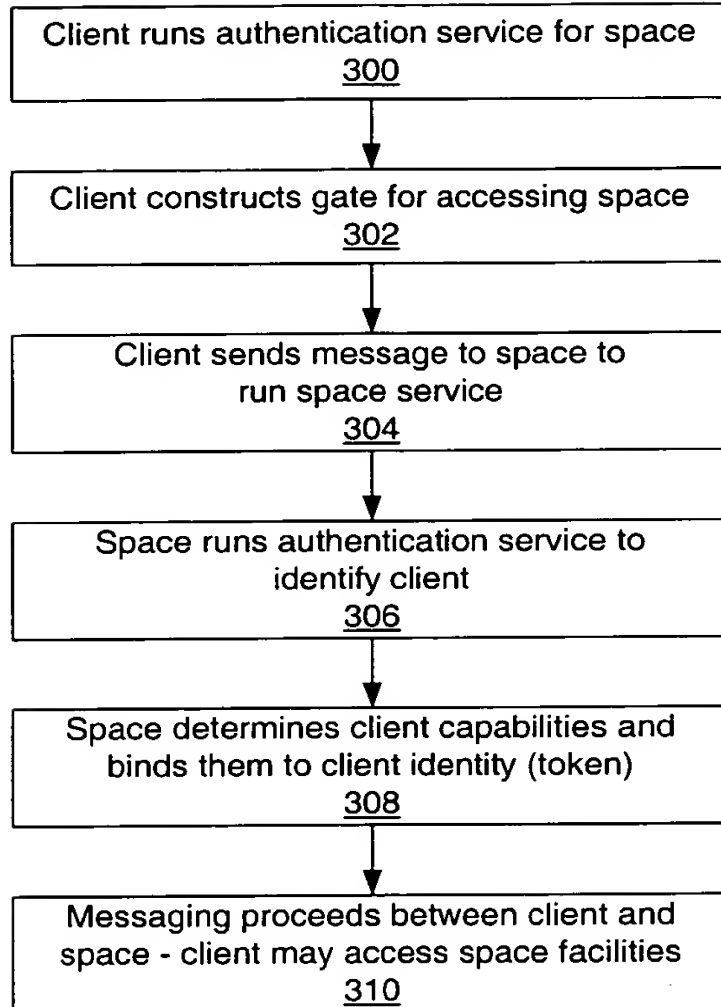 Client runs authentication service for space
300
Client constructs gate for accessing space
302
Client sends message to space to
run space service
304
Space runs authentication service to
identify client
306
Space determines client capabilities and
binds them to client identity (token)
308
Messaging proceeds between client and
space - client may access space facilities
310